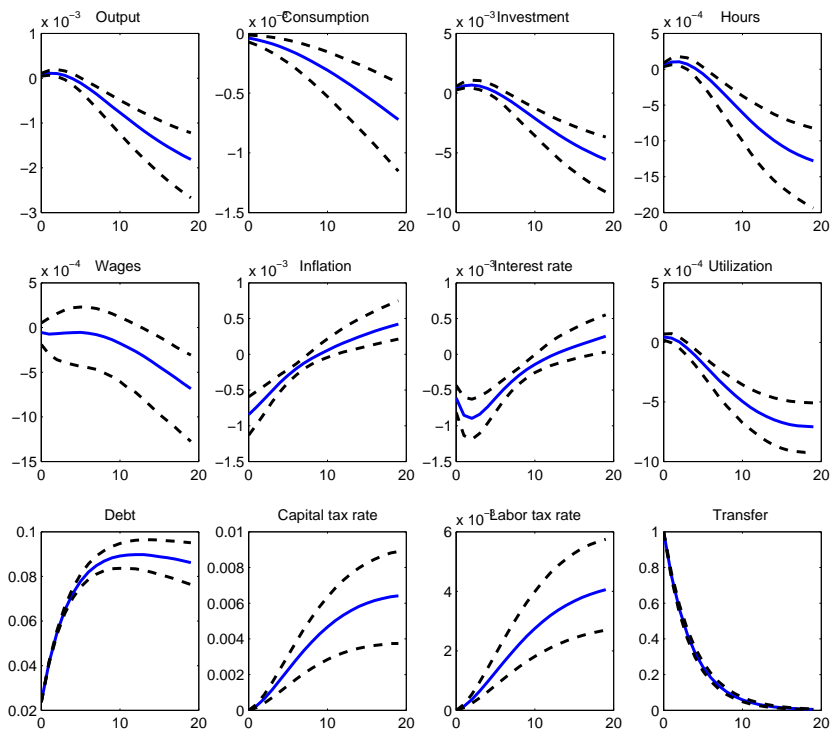 x 10⁻³ Output
1
0
−1
−2
−3
0 10 20
x 10 Consumption
0
−0.5
−1
−1.5
0 10 20
x 10⁻³ Investment
5
0
−5
−10
0 10 20
x 10⁻⁴ Hours
5
0
−5
−10
−15
−20
0 10 20
x 10⁻⁴ Wages
5
0
−5
−10
−15
0 10 20
x 10⁻³ Inflation
1
0.5
0
−0.5
−1
−1.5
0 10 20
x 10⁻³ Interest rate
1
0.5
0
−0.5
−1
−1.5
0 10 20
x 10⁻⁴ Utilization
5
0
−5
−10
0 10 20
Debt
0.1
0.08
0.06
0.04
0.02
0 10 20
Capital tax rate
0.01
0.008
0.006
0.004
0.002
0
0 10 20
x 10⁻³ Labor tax rate
6
4
2
0
0 10 20
Transfer
1
0.8
0.6
0.4
0.2
0
0 10 20